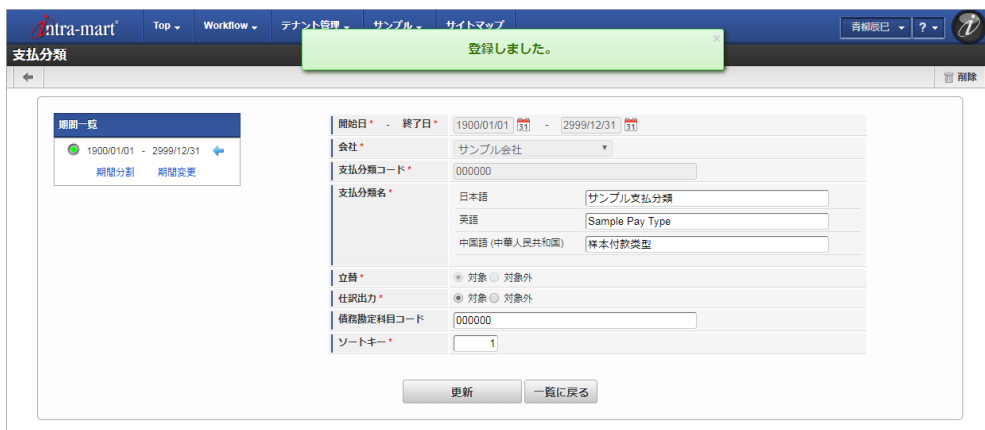 intra-mart Top Workflow テナント管理 サンプル サイトマップ 青柳辰巳 ?
登録しました。 ×
支払分類
削除
期間一覧
1900/01/01 - 2999/12/31
期間分割 期間変更
開始日* - 終了日* 1900/01/01 31 - 2999/12/31 31
会社* サンプル会社
支払分類コード* 000000
支払分類名*
日本語 サンプル支払分類
英語 Sample Pay Type
中国語 (中華人民共和国) 样本付款类型
立替* 対象 対象外
仕訳出力* 対象 対象外
債務勘定科目コード 000000
ソートキー* 1
更新 一覧に戻る